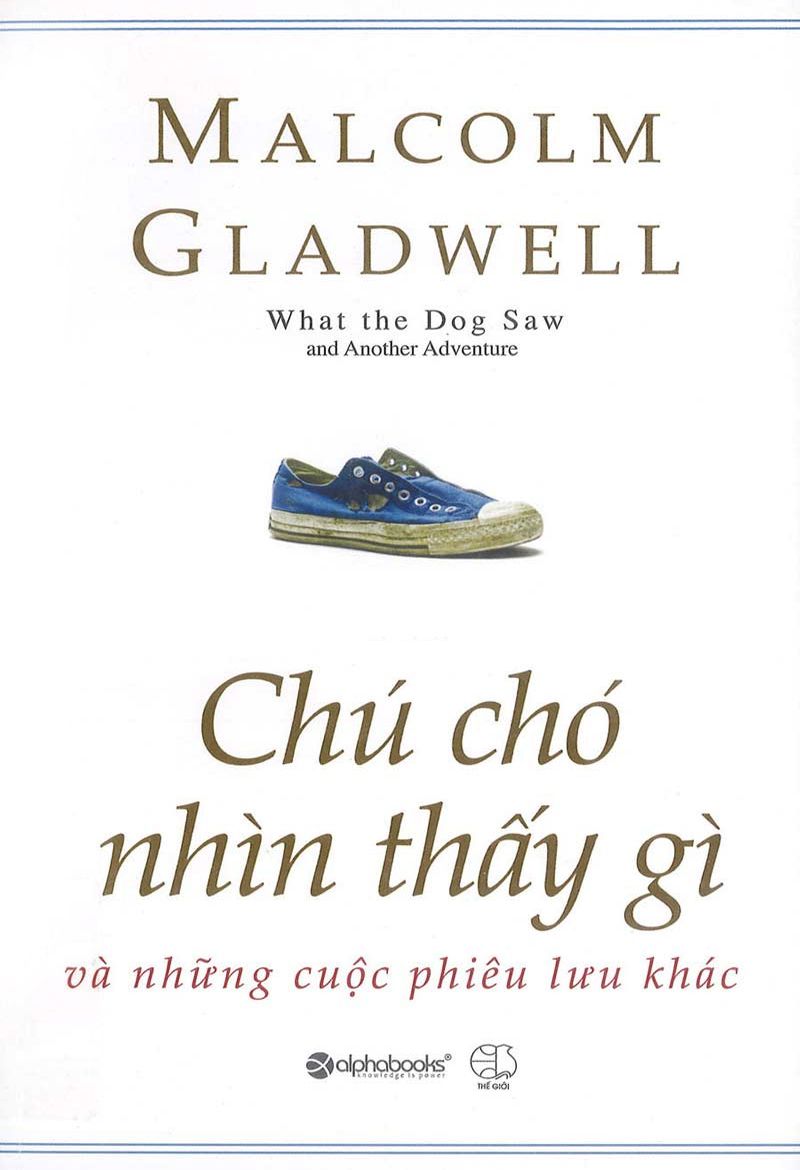 MALCOLM
GLADWELL
What the Dog Saw
and Another Adventure
Chú chó
nhìn thấy gì
và những cuộc phiêu lưu khác
alphabooks®
knowledge is power
THẾ GIỚI